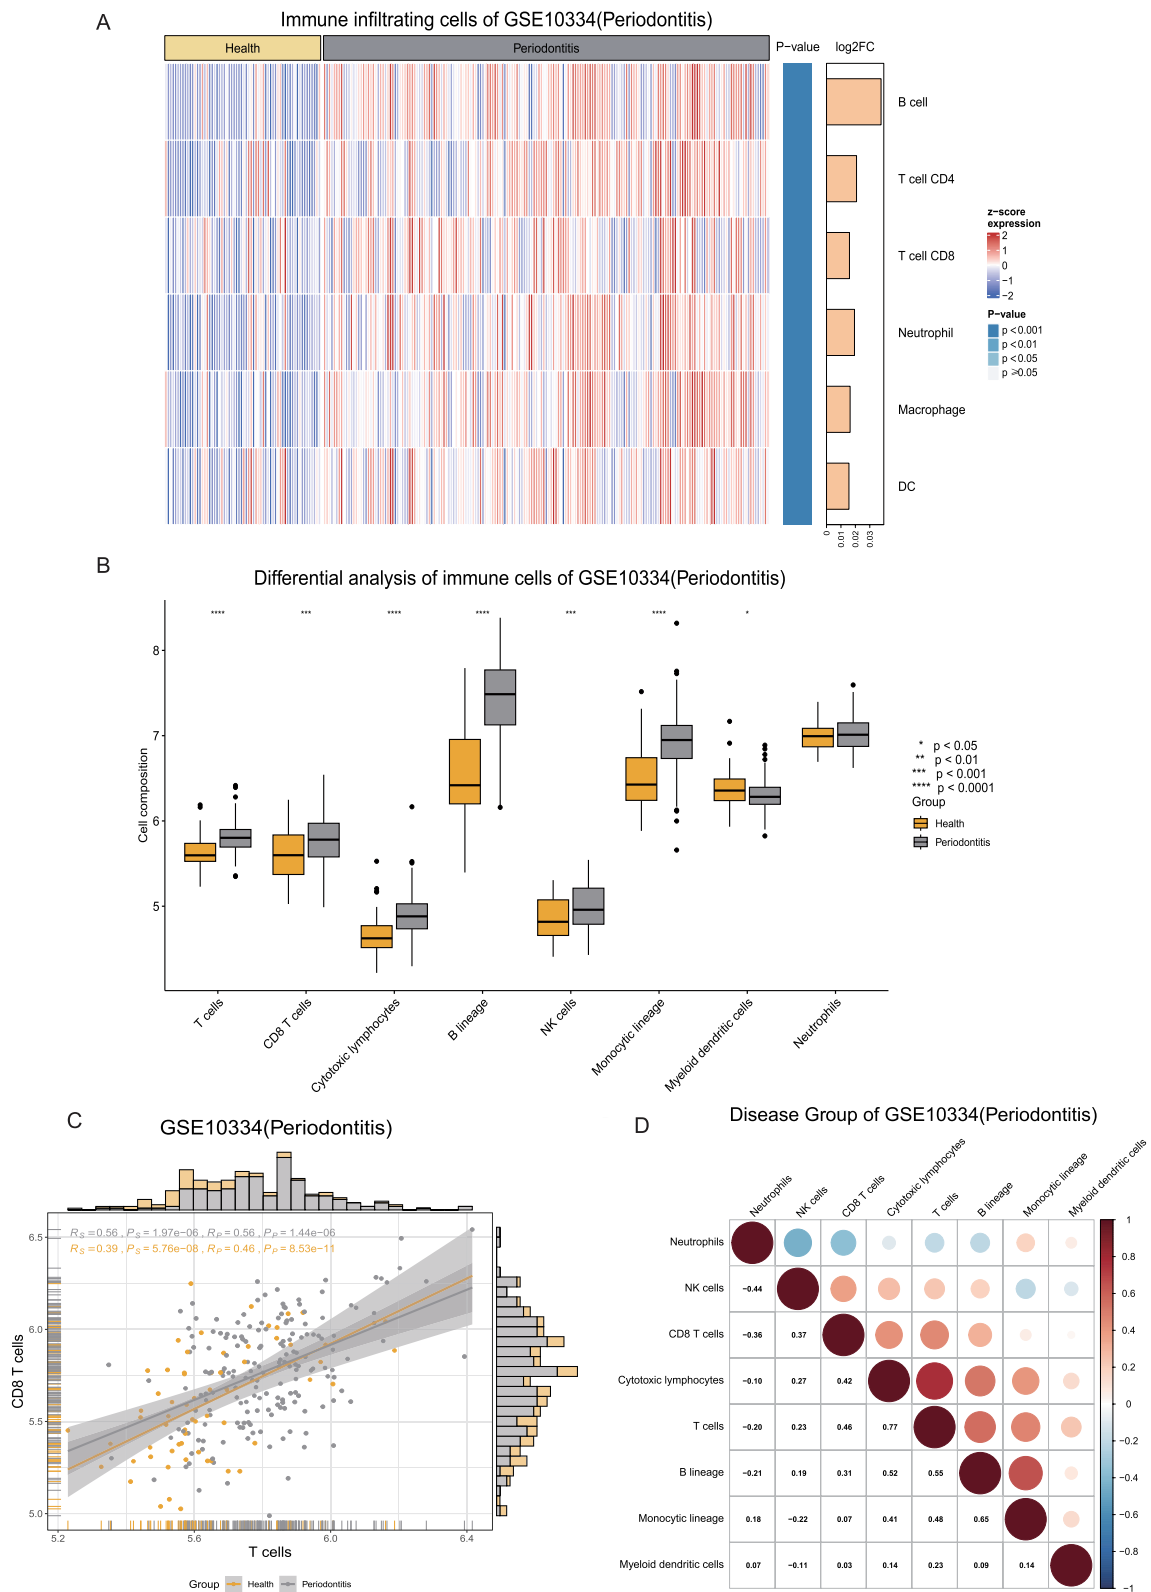 A
Immune infiltrating cells of GSE10334(Periodontitis)
Health
Periodontitis
P−value
log2FC
B cell
T cell CD4
T cell CD8
Neutrophil
Macrophage
DC
0
0.01
0.02
0.03
z−score
expression
2
1
0
−1
−2
P−value
p < 0.001
p < 0.01
p < 0.05
p ⩾0.05
B
Differential analysis of immune cells of GSE10334(Periodontitis)
**** *** **** **** *** **** *
Cell composition
8
7
6
5
T cells
CD8 T cells
Cytotoxic lymphocytes
B lineage
NK cells
Monocytic lineage
Myeloid dendritic cells
Neutrophils
* p < 0.05
** p < 0.01
*** p < 0.001
**** p < 0.0001
Group
Health
Periodontitis
C
GSE10334(Periodontitis)
RS = 0.56 , PS = 1.97e−06 , RP = 0.56 , PP = 1.44e−06
RS = 0.39 , PS = 5.76e−08 , RP = 0.46 , PP = 8.53e−11
CD8 T cells
6.5
6.0
5.5
5.0
5.2 5.6 6.0 6.4
T cells
Group Health Periodontitis
D
Disease Group of GSE10334(Periodontitis)
Neutrophils
NK cells
CD8 T cells
Cytotoxic lymphocytes
T cells
B lineage
Monocytic lineage
Myeloid dendritic cells
Neutrophils
NK cells −0.44
CD8 T cells −0.36 0.37
Cytotoxic lymphocytes −0.10 0.27 0.42
T cells −0.20 0.23 0.46 0.77
B lineage −0.21 0.19 0.31 0.52 0.55
Monocytic lineage 0.18 −0.22 0.07 0.41 0.48 0.65
Myeloid dendritic cells 0.07 −0.11 0.03 0.14 0.23 0.09 0.14
1
0.8
0.6
0.4
0.2
0
−0.2
−0.4
−0.6
−0.8
−1